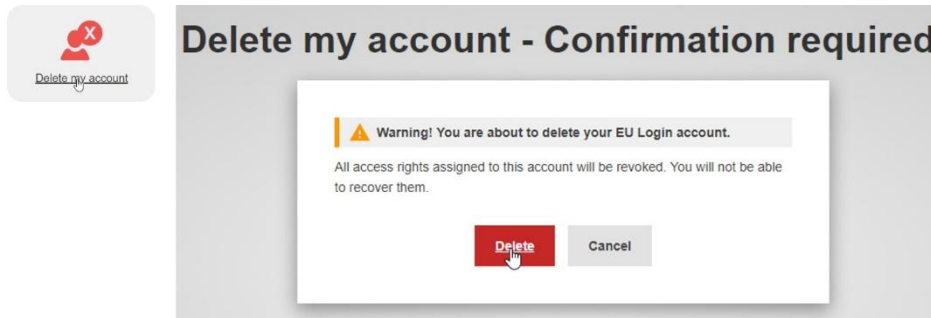 X
Delete my account
Delete my account - Confirmation required
Warning! You are about to delete your EU Login account.
All access rights assigned to this account will be revoked. You will not be able
to recover them.
Delete
Cancel